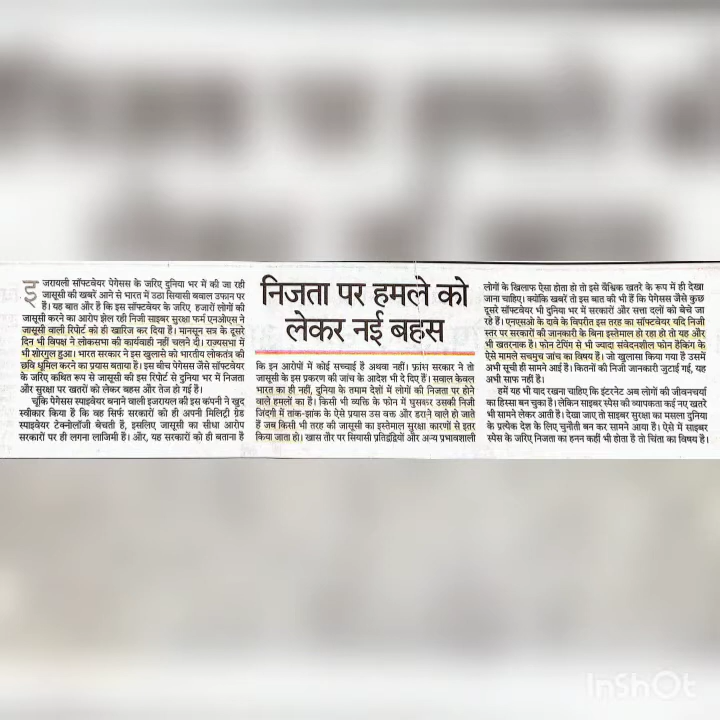 निजता पर हमले को
लेकर नई बहस
इजरायली सॉफ्टवेयर पेगेसस के जरिए दुनिया भर में की जा रही
जासूसी की खबरें आने से भारत में उठा सियासी बवाल उफान पर
है। यह बात और है कि इस सॉफ्टवेयर के जरिए हजारों लोगों की
जासूसी करने का आरोप झेल रही निजी साइबर सुरक्षा फर्म एनओएस ने
जासूसी वाली रिपोर्ट को ही खारिज कर दिया है। मानसून सत्र के दूसरे
दिन भी विपक्ष ने लोकसभा की कार्यवाही नहीं चलने दी। राज्यसभा में
भी शोरगुल हुआ। भारत सरकार ने इस खुलासे को भारतीय लोकतंत्र की
छवि धूमिल करने का प्रयास बताया है। इस बीच पेगेसस जैसे सॉफ्टवेयर
के जरिए कथित रूप से जासूसी की इस रिपोर्ट से दुनिया भर में निजता
और सुरक्षा पर खतरों को लेकर बहस और तेज हो गई है।
चूंकि पेगेसस स्पाइवेयर बनाने वाली इजरायल की इस कंपनी ने खुद
स्वीकार किया है कि वह सिर्फ सरकारों को ही अपनी मिलिट्री ग्रेड
स्पाइवेयर टेक्नोलॉजी बेचती है, इसलिए जासूसी का सीधा आरोप
सरकारों पर ही लगना लाजिमी है। और, यह सरकारों को ही बताना है
कि इन आरोपों में कोई सच्चाई है अथवा नहीं। फ्रांस सरकार ने तो
जासूसी के इस प्रकरण की जांच के आदेश भी दे दिए हैं। सवाल केवल
भारत का ही नहीं, दुनिया के तमाम देशों में लोगों की निजता पर होने
वाले हमलों का है। किसी भी व्यक्ति के फोन में घुसकर उसकी निजी
जिंदगी में तांक-झांक के ऐसे प्रयास उस वक्त और डराने वाले हो जाते
हैं जब किसी भी तरह की जासूसी का इस्तेमाल सुरक्षा कारणों से इतर
किया जाता हो। खास तौर पर सियासी प्रतिद्वंद्वियों और अन्य प्रभावशाली
लोगों के खिलाफ ऐसा होता हो तो इसे वैश्विक खतरे के रूप में ही देखा
जाना चाहिए। क्योंकि खबरें तो इस बात की भी हैं कि पेगेसस जैसे कुछ
दूसरे सॉफ्टवेयर भी दुनिया भर में सरकारों और सत्ता दलों को बेचे जा
रहे हैं। एनएसओ के दावे के विपरीत इस तरह का सॉफ्टवेयर यदि निजी
स्तर पर सरकारों की जानकारी के बिना इस्तेमाल हो रहा हो तो यह और
भी खतरनाक है। फोन टेपिंग से भी ज्यादा संवेदनशील फोन हैकिंग के
ऐसे मामले सचमुच जांच का विषय हैं। जो खुलासा किया गया है उसमें
अभी सूची ही सामने आई है। कितनों की निजी जानकारी जुटाई गई, यह
अभी साफ नहीं है।
हमें यह भी याद रखना चाहिए कि इंटरनेट अब लोगों की जीवनचर्या
का हिस्सा बन चुका है। लेकिन साइबर स्पेस की व्यापकता कई नए खतरे
भी सामने लेकर आती है। देखा जाए तो साइबर सुरक्षा का मसला दुनिया
के प्रत्येक देश के लिए चुनौती बन कर सामने आया है। ऐसे में साइबर
स्पेस के जरिए निजता का हनन कहीं भी होता है तो चिंता का विषय है।
InShOt